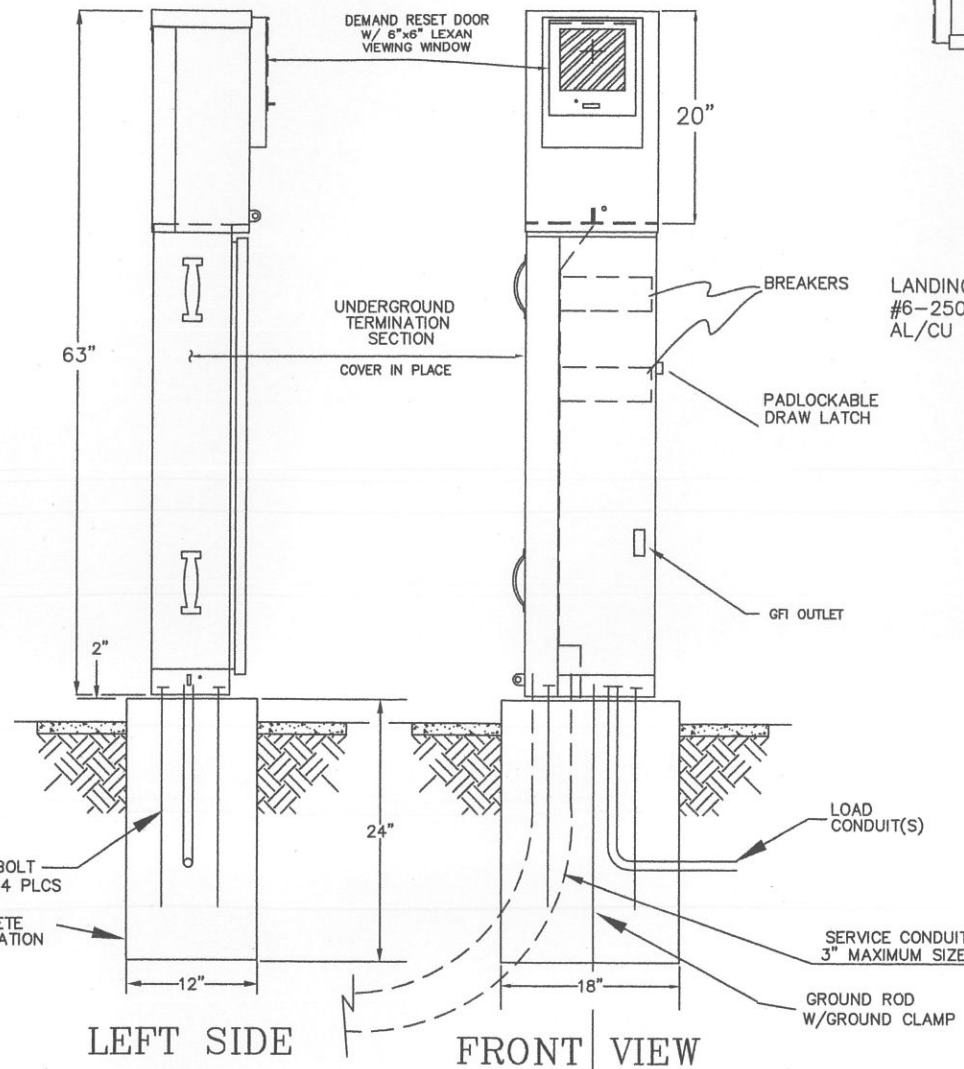 DEMAND RESET DOOR
W/ 6"x6" LEXAN
VIEWING WINDOW
20"
63"
UNDERGROUND
TERMINATION
SECTION
COVER IN PLACE
BREAKERS
LANDING
#6-250
AL/CU
PADLOCKABLE
DRAW LATCH
GFI OUTLET
2"
24"
BOLT
4 PLCS
ETE
ATION
LOAD
CONDUIT(S)
SERVICE CONDUIT
3" MAXIMUM SIZE
GROUND ROD
W/GROUND CLAMP
12"
18"
LEFT SIDE
FRONT VIEW